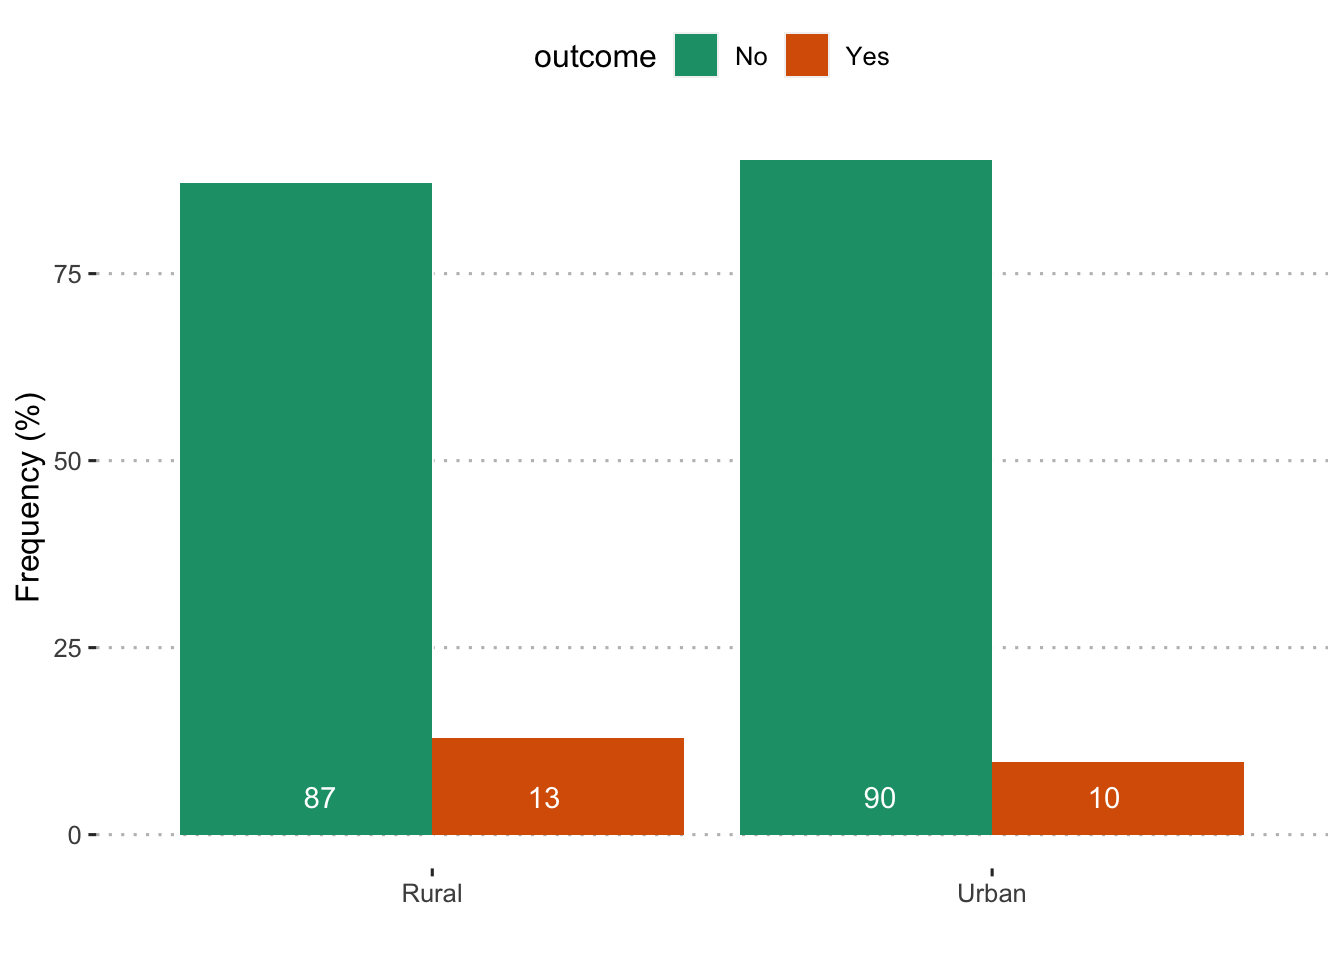 outcome No Yes
Frequency (%)
75
50
25
0
87 13 90 10
Rural Urban